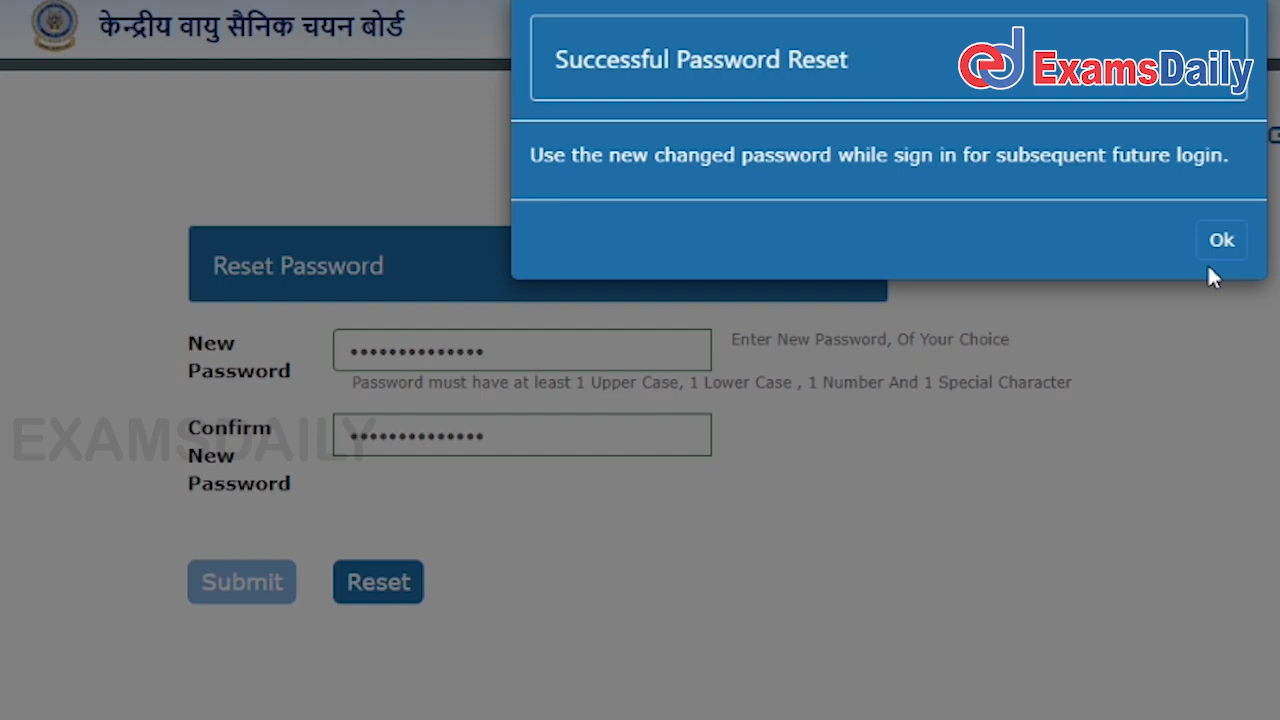 केन्द्रीय वायु सैनिक चयन बोर्ड
Successful Password Reset
ExamsDaily
Use the new changed password while sign in for subsequent future login.
Ok
Reset Password
New
Password
Enter New Password, Of Your Choice
Password must have at least 1 Upper Case, 1 Lower Case , 1 Number And 1 Special Character
EXAMSDAILY
Confirm
New
Password
Submit
Reset